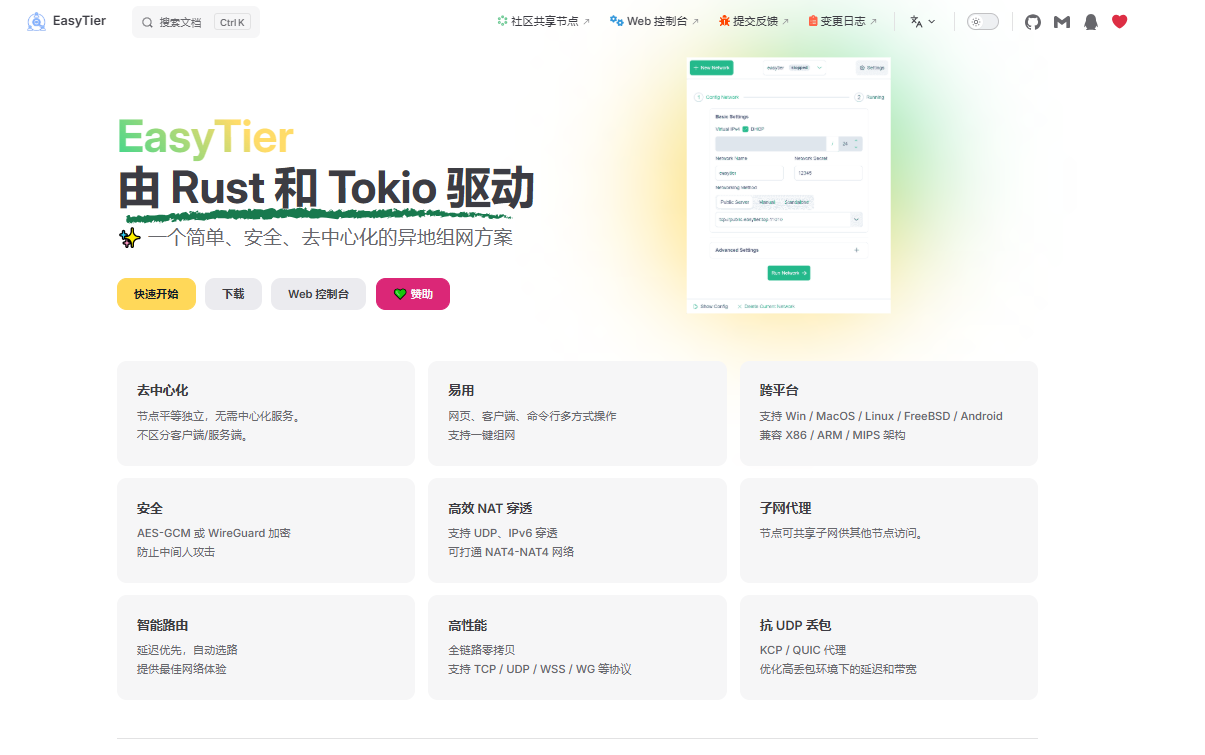 EasyTier
搜索文档 Ctrl K
社区共享节点
Web 控制台
提交反馈
变更日志
EasyTier
由 Rust 和 Tokio 驱动
✨ 一个简单、安全、去中心化的异地组网方案
快速开始
下载
Web 控制台
💚 赞助
+ New Network
easytier stopped
Settings
1 Config Network
2 Running
Basic Settings
Virtual IPv4 DHCP
24
Network Name
Network Secret
easytier
12345
Networking Method
Public Server Manual Standalone
tcp://public.easytier.top:11010
Advanced Settings
Run Network
Show Config
Delete Current Network
去中心化
节点平等独立，无需中心化服务。
不区分客户端/服务端。
易用
网页、客户端、命令行多方式操作
支持一键组网
跨平台
支持 Win / MacOS / Linux / FreeBSD / Android
兼容 X86 / ARM / MIPS 架构
安全
AES-GCM 或 WireGuard 加密
防止中间人攻击
高效 NAT 穿透
支持 UDP、IPv6 穿透
可打通 NAT4-NAT4 网络
子网代理
节点可共享子网供其他节点访问。
智能路由
延迟优先，自动选路
提供最佳网络体验
高性能
全链路零拷贝
支持 TCP / UDP / WSS / WG 等协议
抗 UDP 丢包
KCP / QUIC 代理
优化高丢包环境下的延迟和带宽